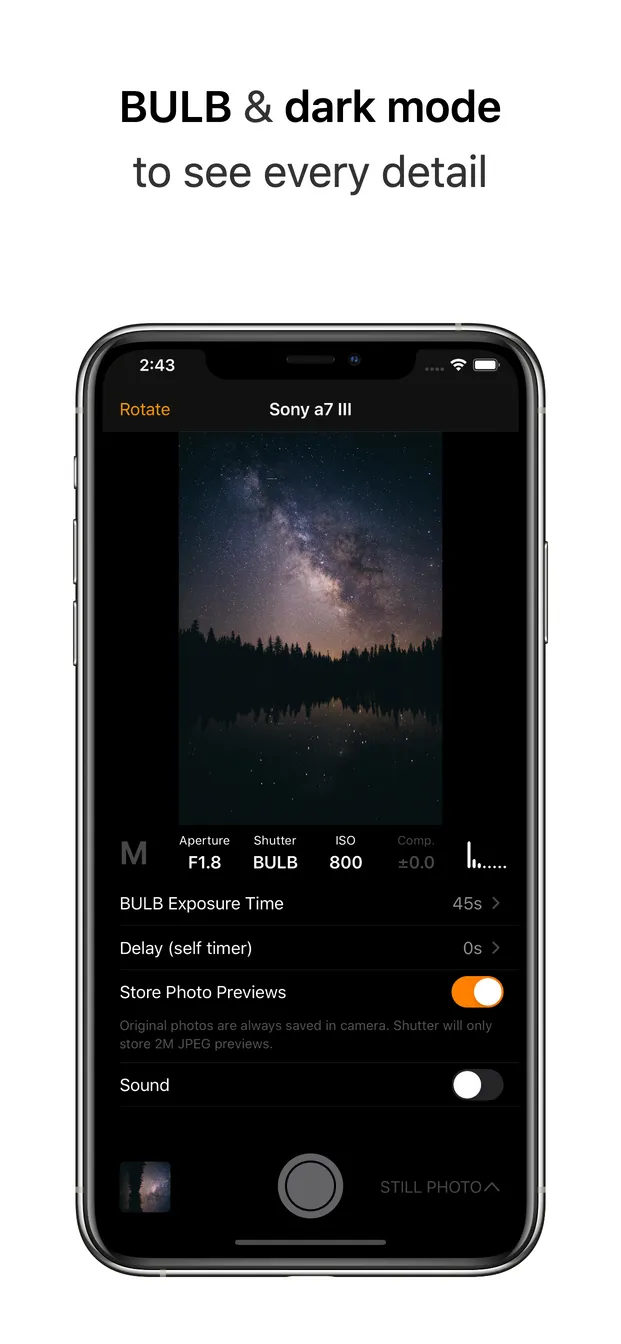 BULB & dark mode
to see every detail
2:43
Rotate
Sony a7 III
M
Aperture
Shutter
ISO
Comp.
F1.8
BULB
800
±0.0
BULB Exposure Time
45s
Delay (self timer)
0s
Store Photo Previews
Original photos are always saved in camera. Shutter will only
store 2M JPEG previews.
Sound
STILL PHOTO